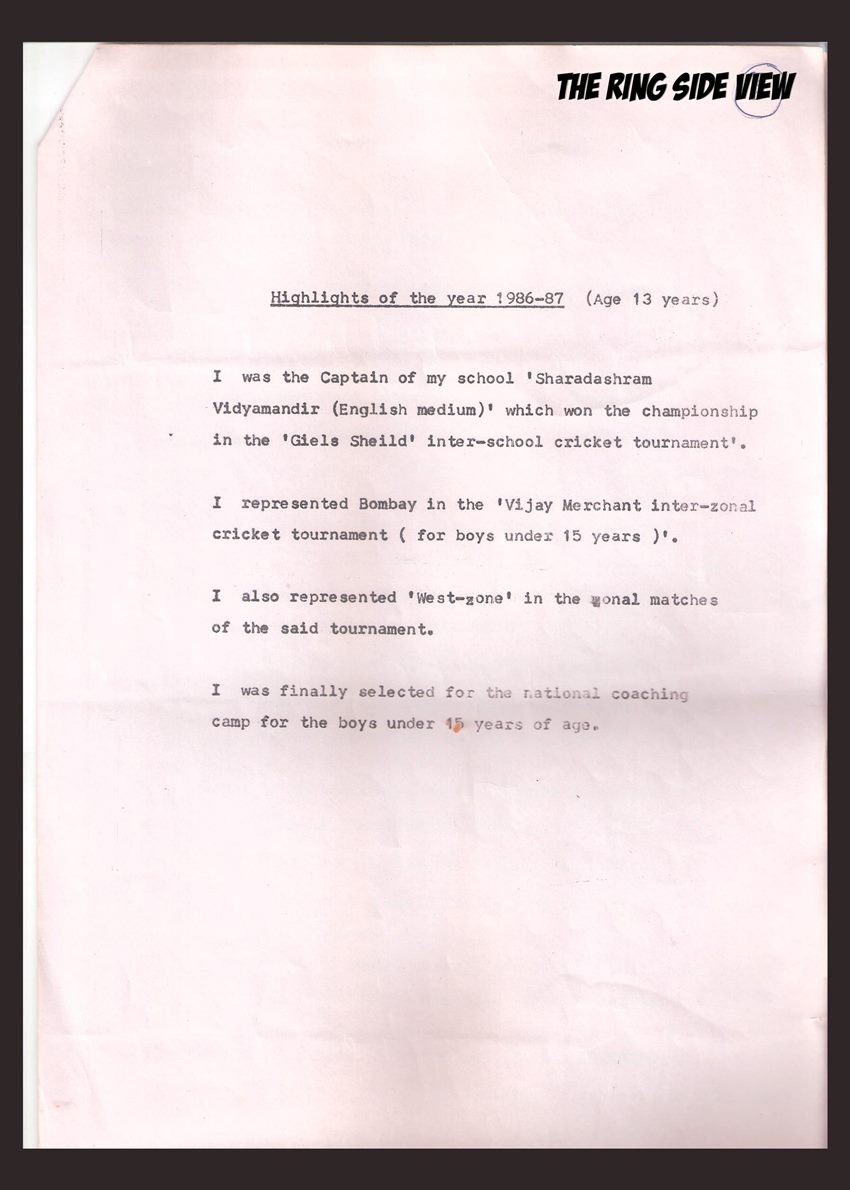 THE RING SIDE VIEW
Highlights of the year 1986-87 (Age 13 years)
I was the Captain of my school 'Sharadashram
Vidyamandir (English medium)' which won the championship
in the 'Giels Sheild' inter-school cricket tournament'.
I represented Bombay in the 'Vijay Merchant inter-zonal
cricket tournament ( for boys under 15 years )'.
I also represented 'West-zone' in the zonal matches
of the said tournament.
I was finally selected for the national coaching
camp for the boys under 15 years of age.